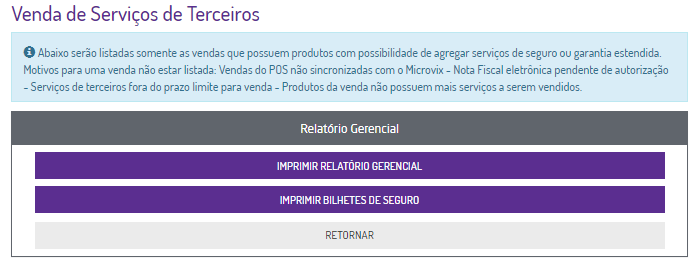 Venda de Serviços de Terceiros
Abaixo serão listadas somente as vendas que possuem produtos com possibilidade de agregar serviços de seguro ou garantia estendida.
Motivos para uma venda não estar listada: Vendas do POS não sincronizadas com o Microvix - Nota Fiscal eletrônica pendente de autorização
- Serviços de terceiros fora do prazo limite para venda - Produtos da venda não possuem mais serviços a serem vendidos.
Relatório Gerencial
IMPRIMIR RELATÓRIO GERENCIAL
IMPRIMIR BILHETES DE SEGURO
RETORNAR